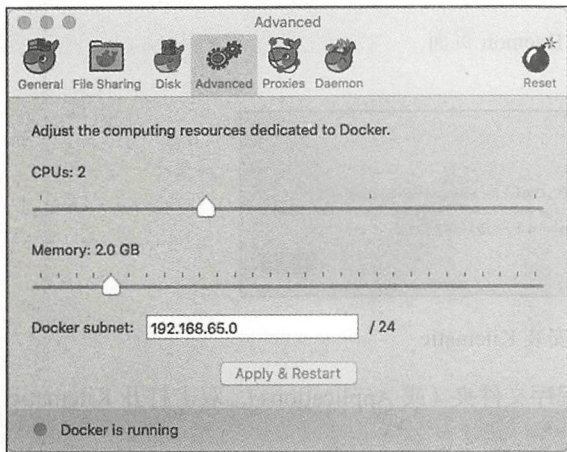 Advanced
General
File Sharing
Disk
Advanced
Proxies
Daemon
Reset
Adjust the computing resources dedicated to Docker.
CPUs: 2
Memory: 2.0 GB
Docker subnet:
192.168.65.0
/ 24
Apply & Restart
Docker is running